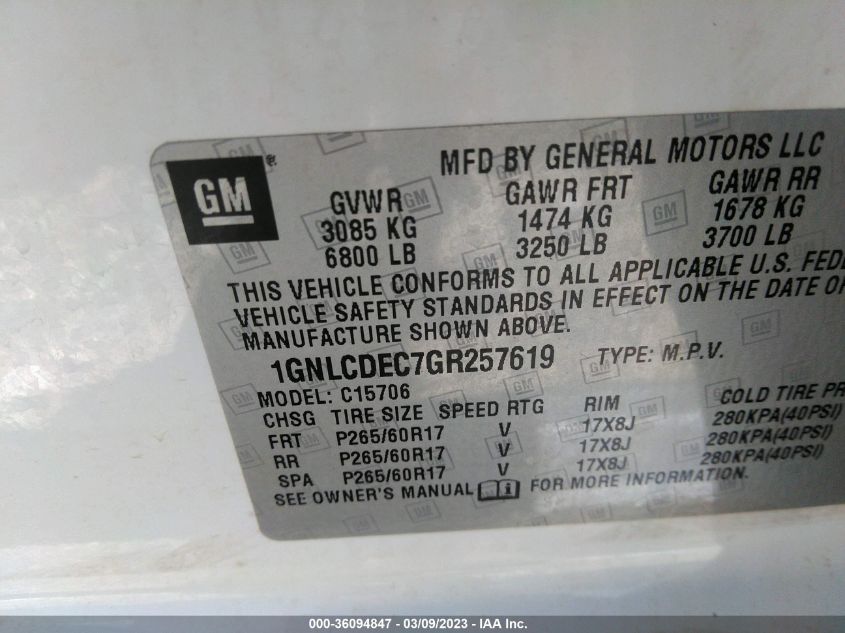 MFD BY GENERAL MOTORS LLC
GM ®
GVWR GAWR FRT GAWR RR
3085 KG 1474 KG 1678 KG
6800 LB 3250 LB 3700 LB
THIS VEHICLE CONFORMS TO ALL APPLICABLE U.S. FEDE
VEHICLE SAFETY STANDARDS IN EFFECT ON THE DATE OF
MANUFACTURE SHOWN ABOVE.
1GNLCDEC7GR257619 TYPE: M.P.V.
MODEL: C15706
CHSG TIRE SIZE SPEED RTG RIM COLD TIRE PR
FRT P265/60R17 V 17X8J 280KPA(40PSI)
RR P265/60R17 V 17X8J 280KPA(40PSI)
SPA P265/60R17 V 17X8J 280KPA(40PSI)
SEE OWNER'S MANUAL i FOR MORE INFORMATION.
000-36094847 — 03/09/2023 — IAA Inc.